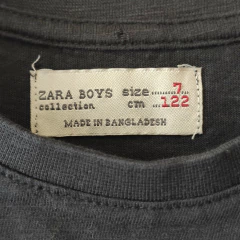 ZARA BOYS size...7...
collection cm...122
MADE IN BANGLADESH